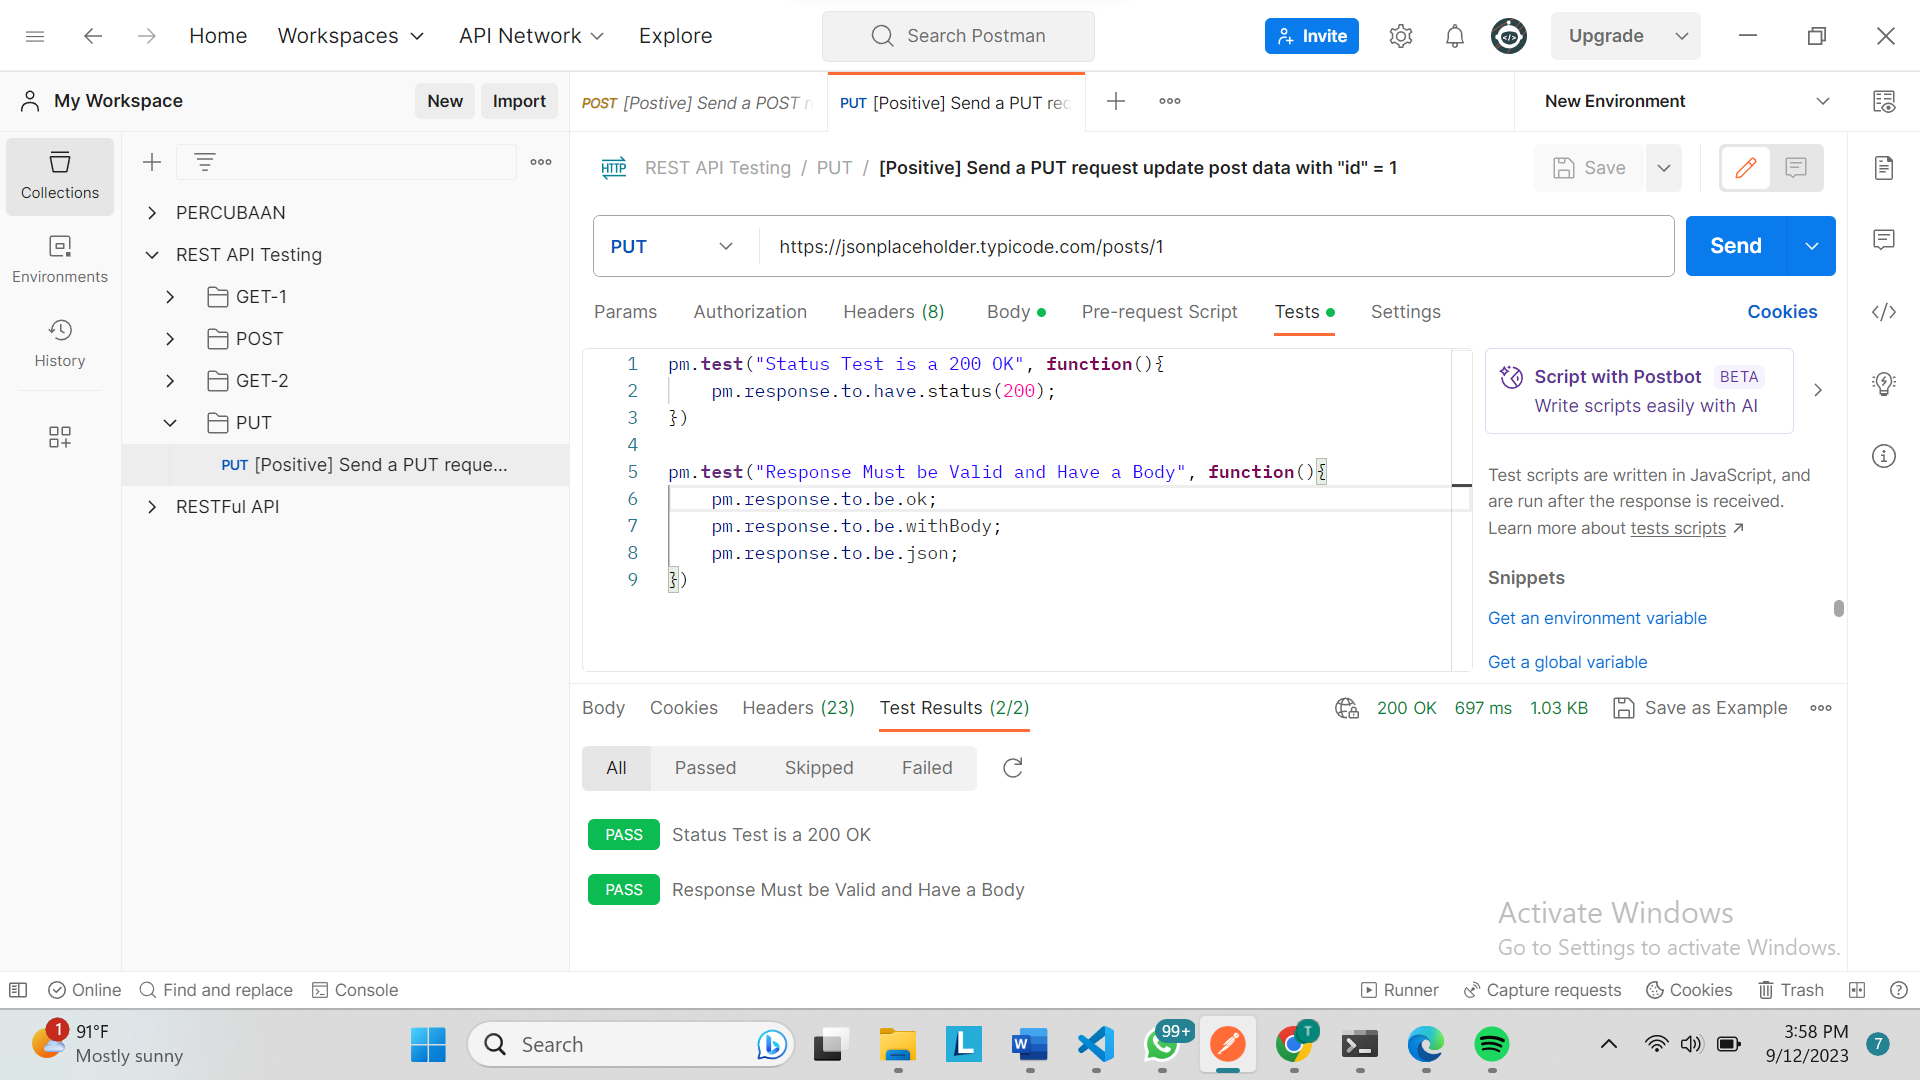 Home Workspaces API Network Explore Search Postman Invite Upgrade
My Workspace New Import POST [Postive] Send a POST r PUT [Positive] Send a PUT req New Environment
Collections
Environments
History
PERCUBAAN
REST API Testing
GET-1
POST
GET-2
PUT
PUT [Positive] Send a PUT reque...
RESTFul API
HTTP REST API Testing / PUT / [Positive] Send a PUT request update post data with "id" = 1 Save
PUT https://jsonplaceholder.typicode.com/posts/1 Send
Params Authorization Headers (8) Body Pre-request Script Tests Settings Cookies
1 pm.test("Status Test is a 200 OK", function(){
2 pm.response.to.have.status(200);
3 })
4
5 pm.test("Response Must be Valid and Have a Body", function(){
6 pm.response.to.be.ok;
7 pm.response.to.be.withBody;
8 pm.response.to.be.json;
9 })
Script with Postbot BETA
Write scripts easily with AI
Test scripts are written in JavaScript, and
are run after the response is received.
Learn more about tests scripts
Snippets
Get an environment variable
Get a global variable
Body Cookies Headers (23) Test Results (2/2) 200 OK 697 ms 1.03 KB Save as Example
All Passed Skipped Failed
PASS Status Test is a 200 OK
PASS Response Must be Valid and Have a Body
Activate Windows
Go to Settings to activate Windows.
Online Find and replace Console Runner Capture requests Cookies Trash
1 91°F
Mostly sunny
Search
L
W
99+
T
3:58 PM
9/12/2023
7